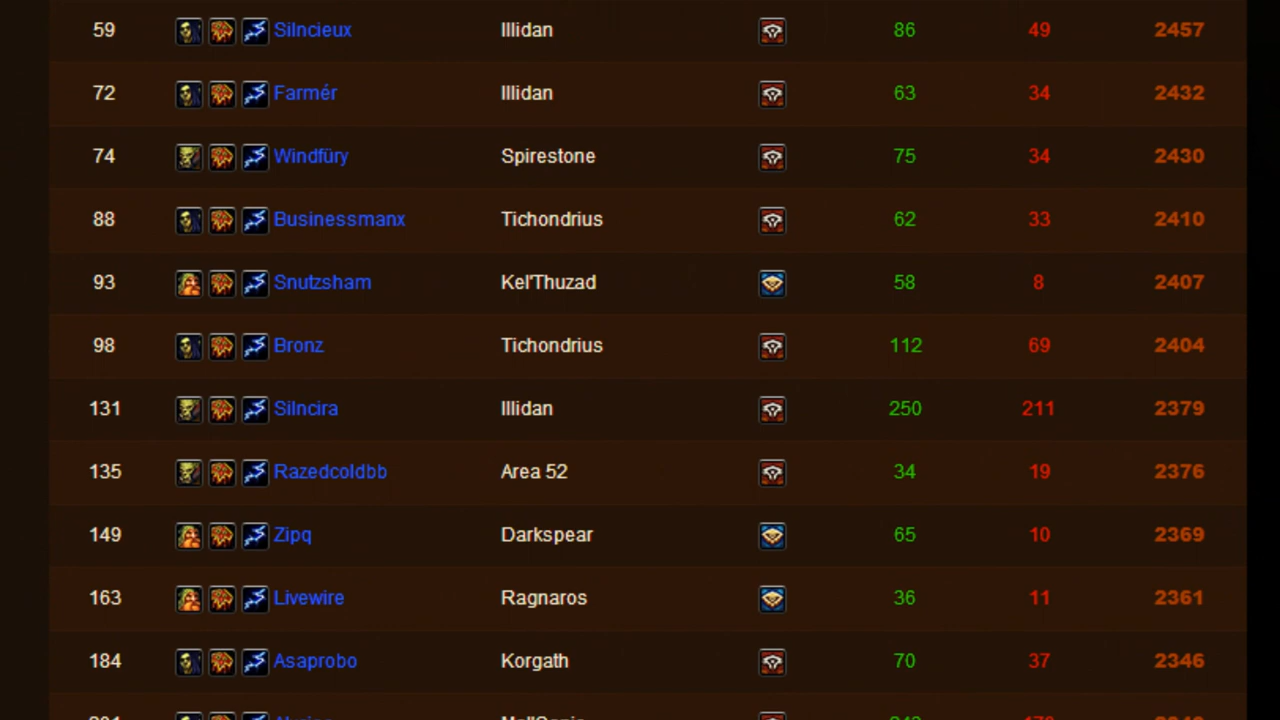 59 Silncieux Illidan 86 49 2457
72 Farmér Illidan 63 34 2432
74 Windfüry Spirestone 75 34 2430
88 Businessmanx Tichondrius 62 33 2410
93 Snutzsham Kel'Thuzad 58 8 2407
98 Bronz Tichondrius 112 69 2404
131 Silncira Illidan 250 211 2379
135 Razedcoldbb Area 52 34 19 2376
149 Zipq Darkspear 65 10 2369
163 Livewire Ragnaros 36 11 2361
184 Asaprobo Korgath 70 37 2346